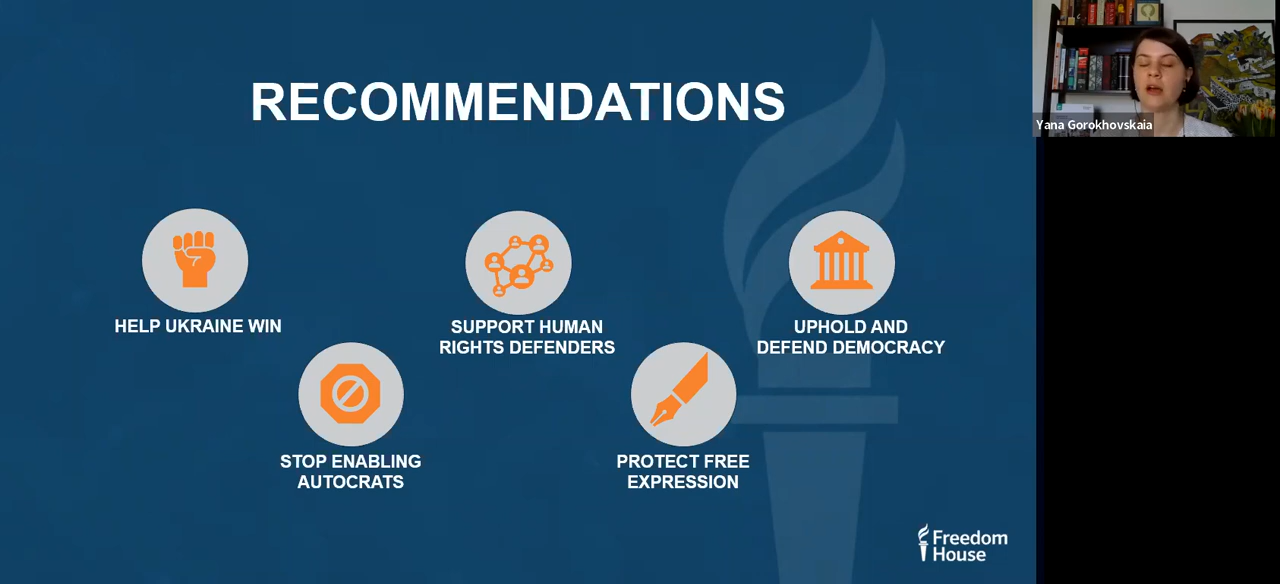 RECOMMENDATIONS
HELP UKRAINE WIN
SUPPORT HUMAN
RIGHTS DEFENDERS
UPHOLD AND
DEFEND DEMOCRACY
STOP ENABLING
AUTOCRATS
PROTECT FREE
EXPRESSION
Freedom
House
Yana Gorokhovskaia